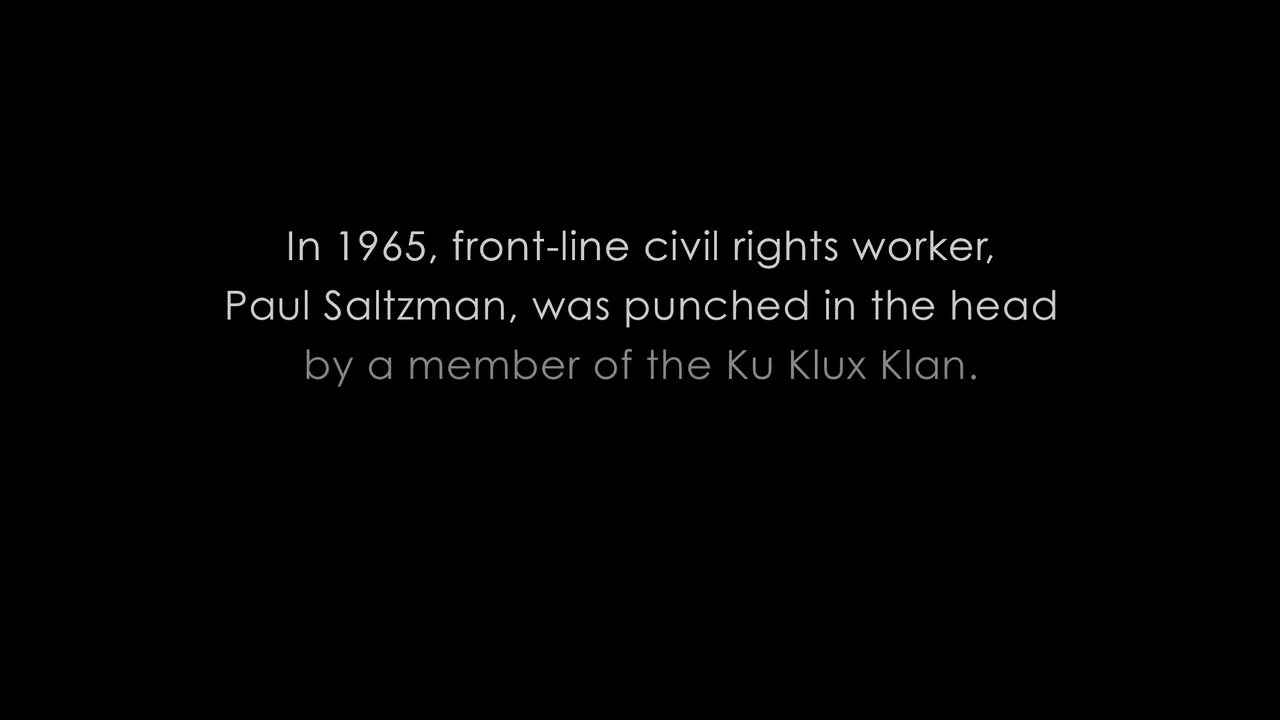 In 1965, front-line civil rights worker,
Paul Saltzman, was punched in the head
by a member of the Ku Klux Klan.